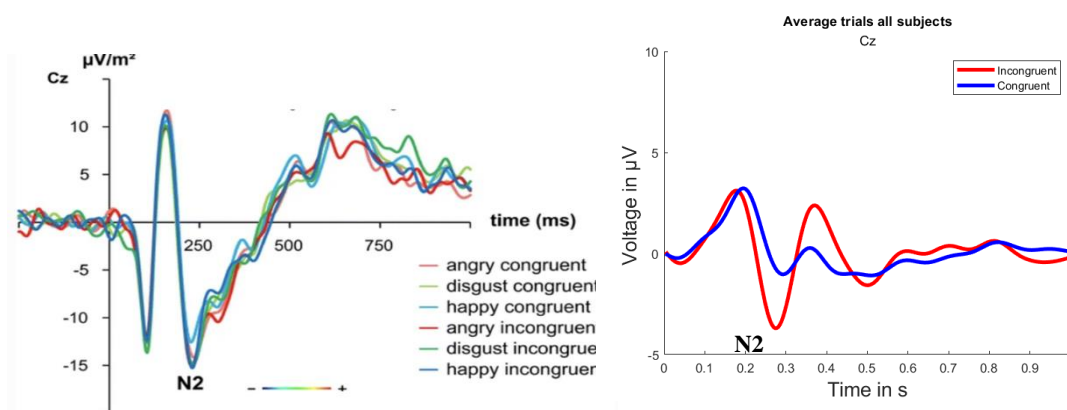 µV/m²
Cz
10
5
-5
-10
-15
250
500
750
time (ms)
N2
angry congruent
disgust congruent
happy congruent
angry incongruen
disgust incongrue
happy incongruer
−
+
Average trials all subjects
Cz
Incongruent
Congruent
Voltage in µV
10
5
0
-5
N2
0
0.1
0.2
0.3
0.4
0.5
0.6
0.7
0.8
0.9
Time in s